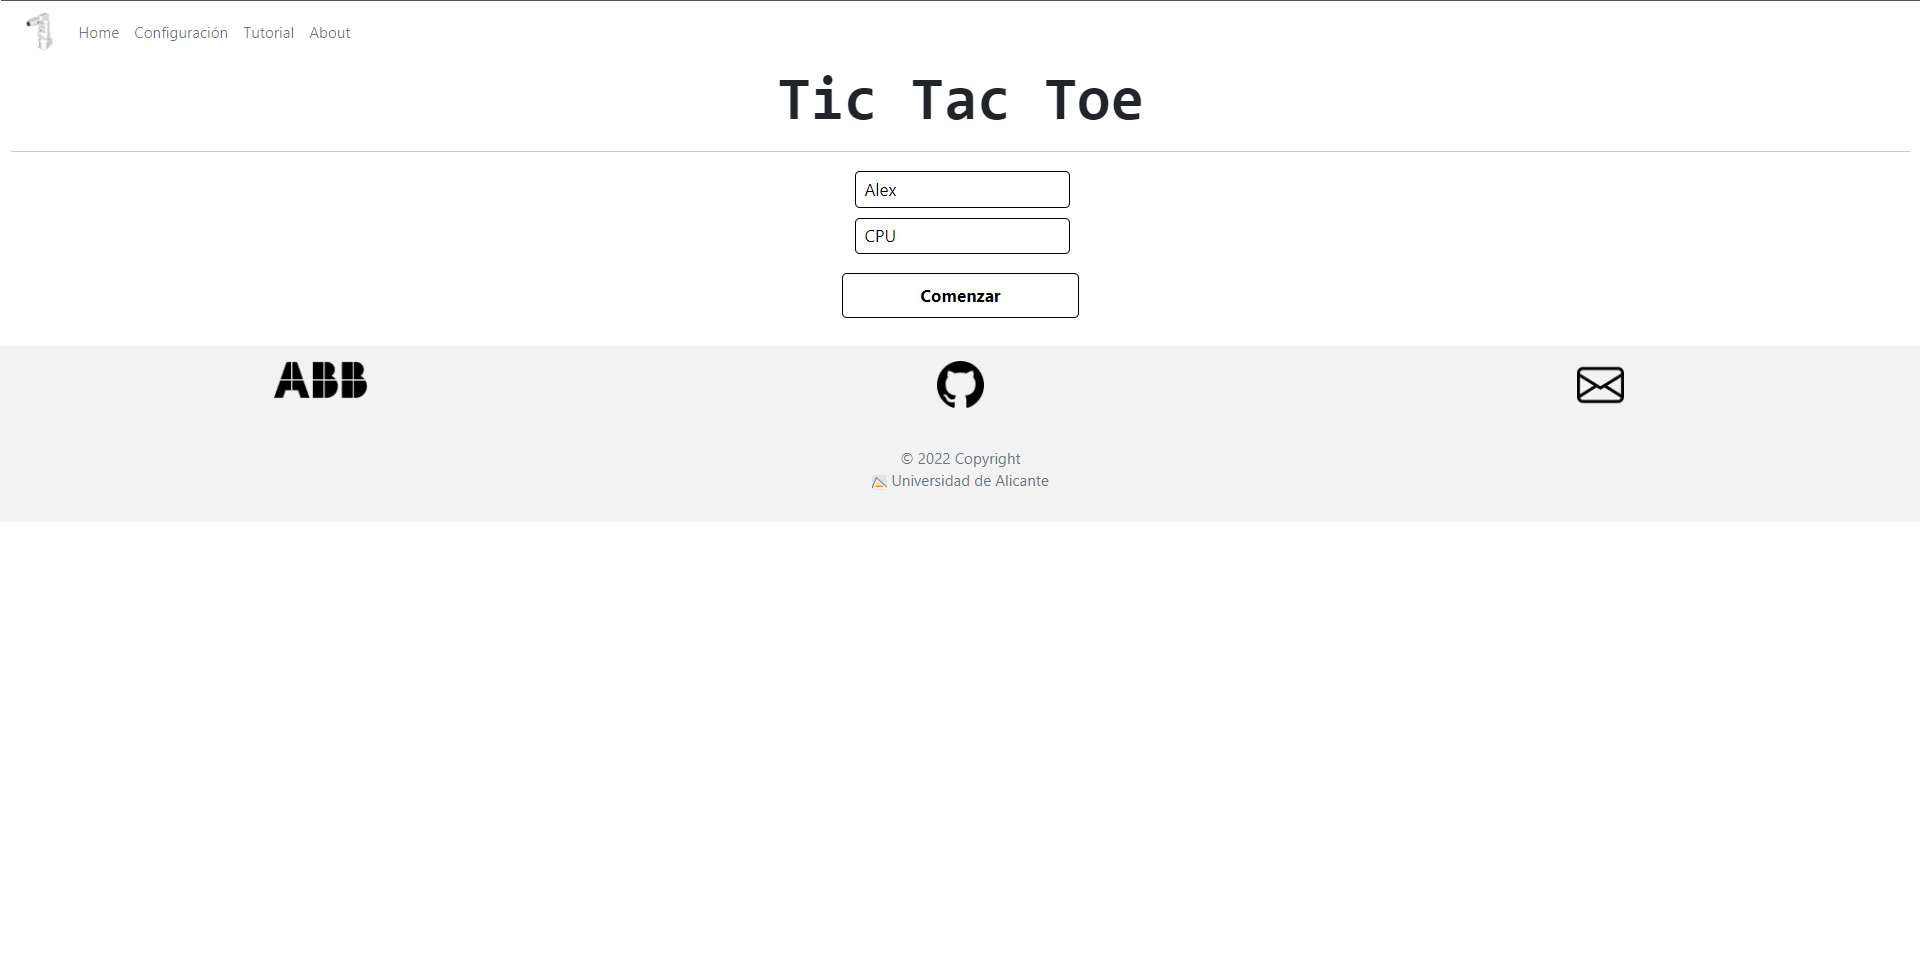 Home Configuración Tutorial About
Tic Tac Toe
Alex
CPU
Comenzar
ABB
© 2022 Copyright
Universidad de Alicante